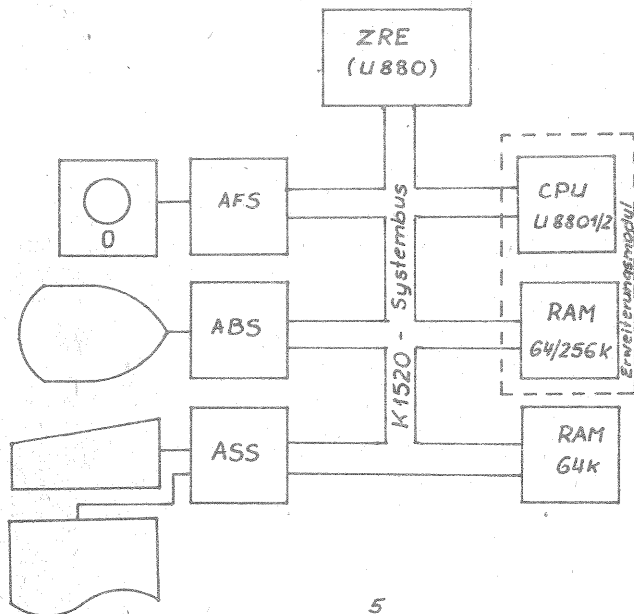 ZRE
(U880)
AFS
CPU
U8801/2
ABS
RAM
64/256k
Erweiterungsmodul
K1520 - Systembus
ASS
RAM
64k
5